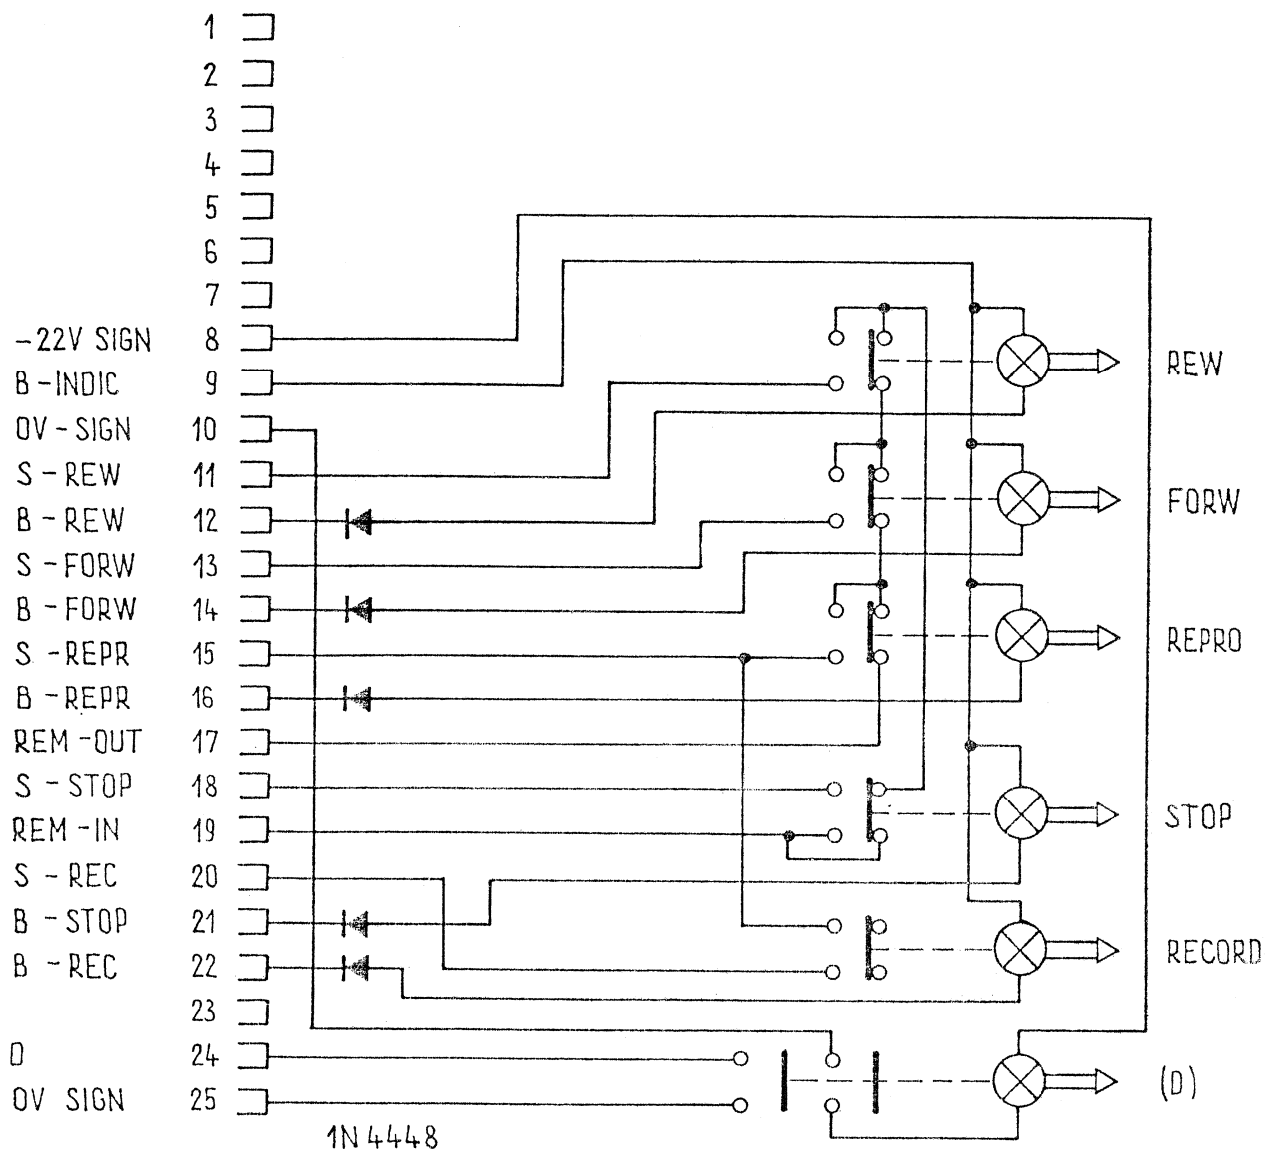 1
2
3
4
5
6
7
-22V SIGN 8
B-INDIC 9
0V-SIGN 10
S-REW 11
B-REW 12
S-FORW 13
B-FORW 14
S-REPR 15
B-REPR 16
REM-OUT 17
S-STOP 18
REM-IN 19
S-REC 20
B-STOP 21
B-REC 22
23
D 24
0V SIGN 25
REW
FORW
REPRO
STOP
RECORD
(D)
1N4448